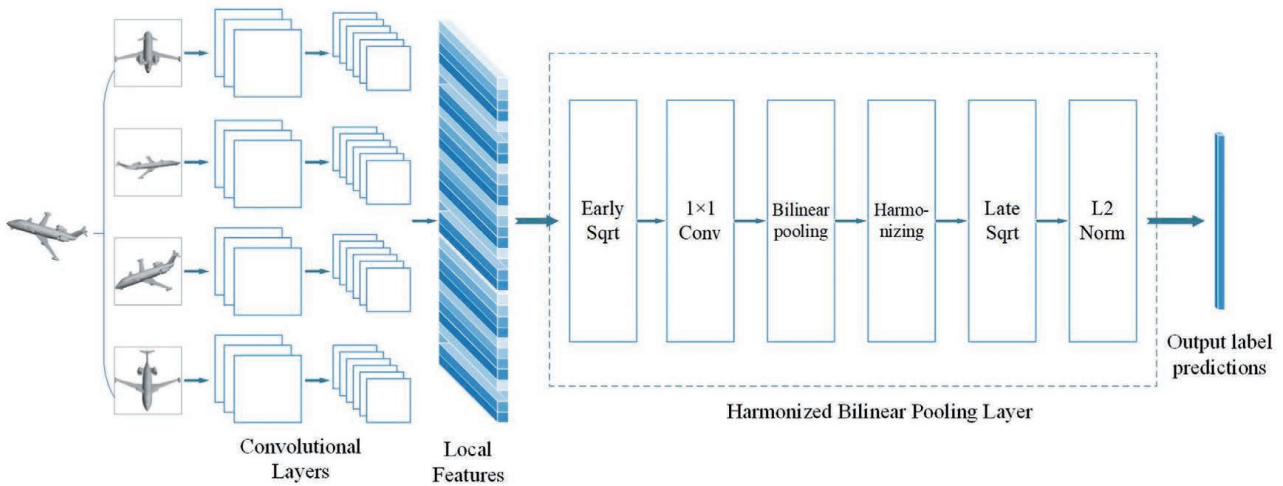 Early
Sqrt
1×1
Conv
Bilinear
pooling
Harmo-
nizing
Late
Sqrt
L2
Norm
Output label
predictions
Harmonized Bilinear Pooling Layer
Convolutional
Layers
Local
Features